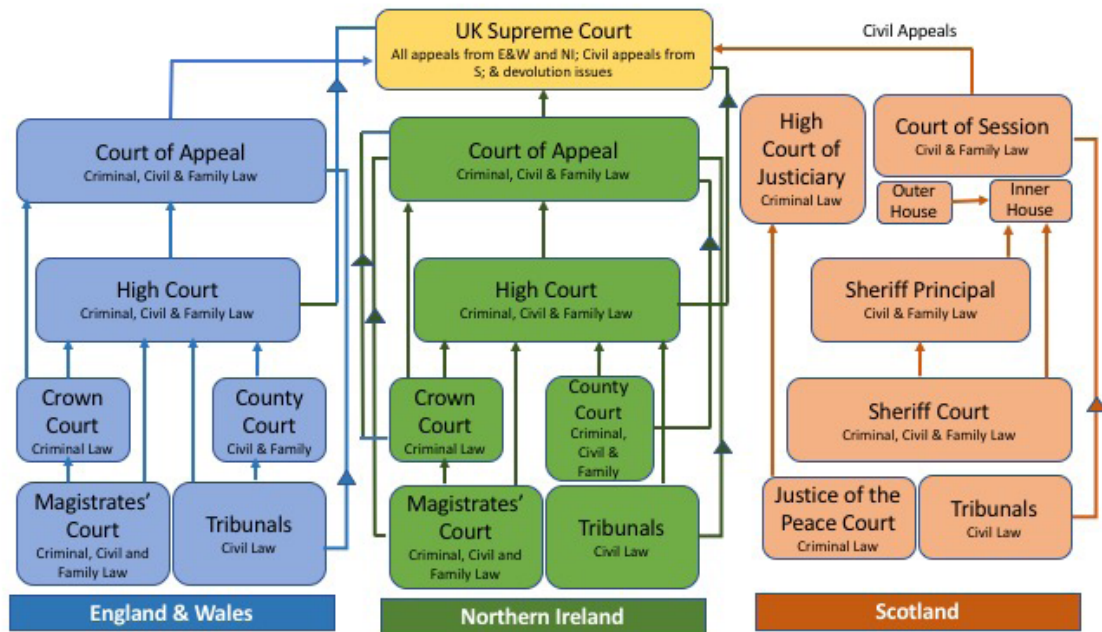 UK Supreme Court
All appeals from E&W and NI; Civil appeals from
S; & devolution issues
Civil Appeals
Court of Appeal
Criminal, Civil & Family Law
Court of Appeal
Criminal, Civil & Family Law
High
Court of
Justiciary
Criminal Law
Court of Session
Civil & Family Law
Outer
House
Inner
House
High Court
Criminal, Civil & Family Law
High Court
Criminal, Civil & Family Law
Sheriff Principal
Civil & Family Law
Crown
Court
Criminal Law
County
Court
Civil & Family
Crown
Court
Criminal Law
County
Court
Criminal,
Civil &
Family
Sheriff Court
Criminal, Civil & Family Law
Magistrates’
Court
Criminal, Civil and
Family Law
Tribunals
Civil Law
Magistrates’
Court
Criminal, Civil and
Family Law
Tribunals
Civil Law
Justice of the
Peace Court
Criminal Law
Tribunals
Civil Law
England & Wales
Northern Ireland
Scotland